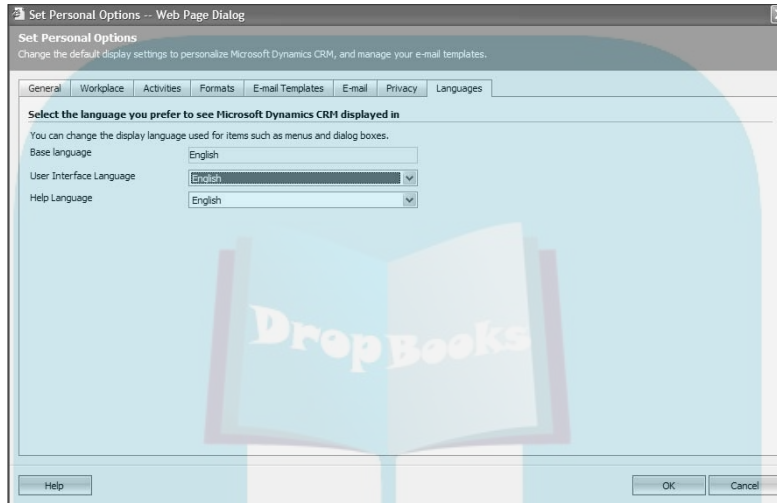 Set Personal Options -- Web Page Dialog
Set Personal Options
Change the default display settings to personalize Microsoft Dynamics CRM, and manage your e-mail templates.
General Workplace Activities Formats E-mail Templates E-mail Privacy Languages
Select the language you prefer to see Microsoft Dynamics CRM displayed in
You can change the display language used for items such as menus and dialog boxes.
Base language English
User Interface Language English
Help Language English
Drop Books
Help OK Cancel